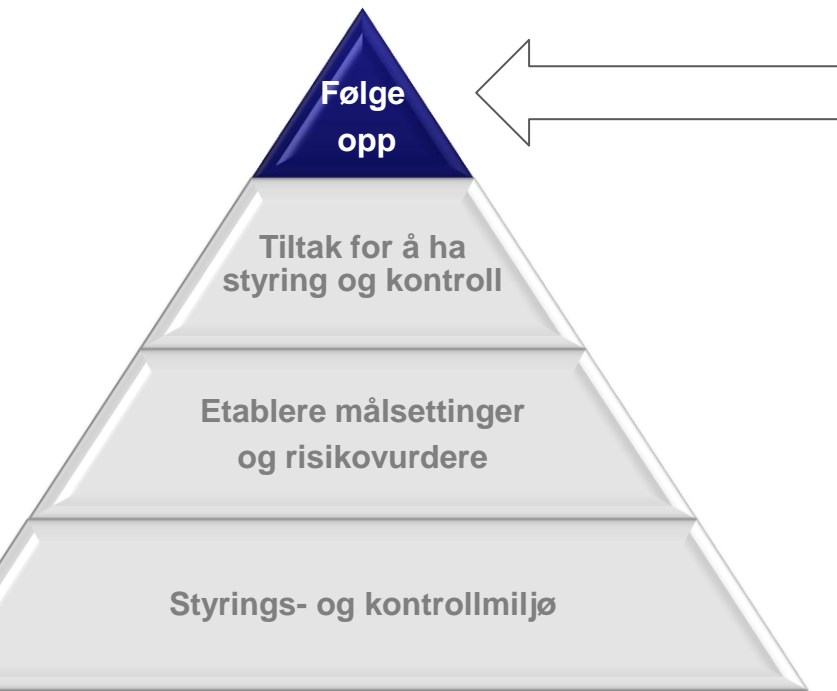 Følge
opp
Tiltak for å ha
styring og kontroll
Etablere målsettinger
og risikovurdere
Styrings- og kontrollmiljø